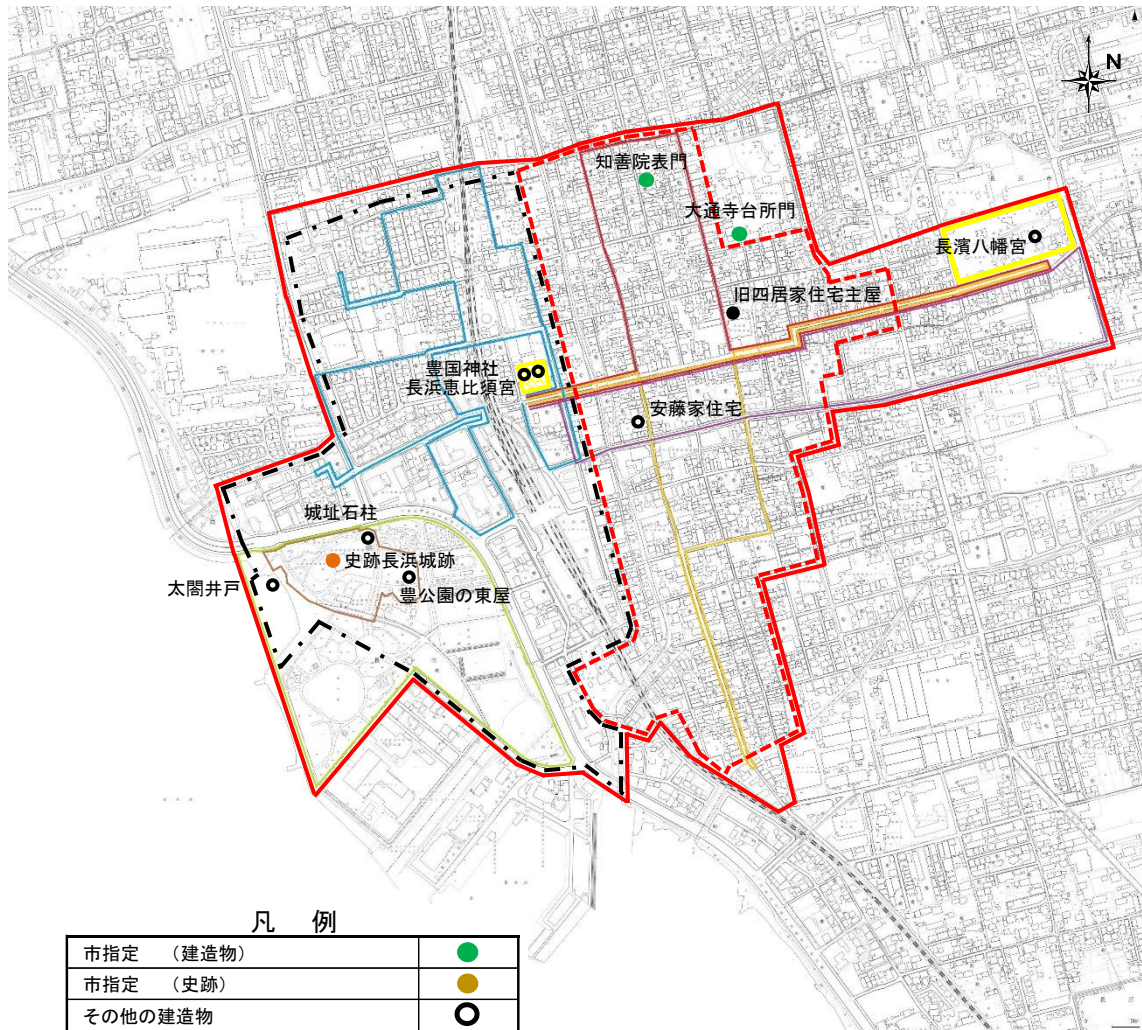 N
知善院表門
大通寺台所門
長濱八幡宮
旧四居家住宅主屋
豊国神社
長浜恵比須宮
安藤家住宅
城址石柱
史跡長浜城跡
太閤井戸
豊公園の東屋
凡 例
市指定 (建造物)
市指定 (史跡)
その他の建造物